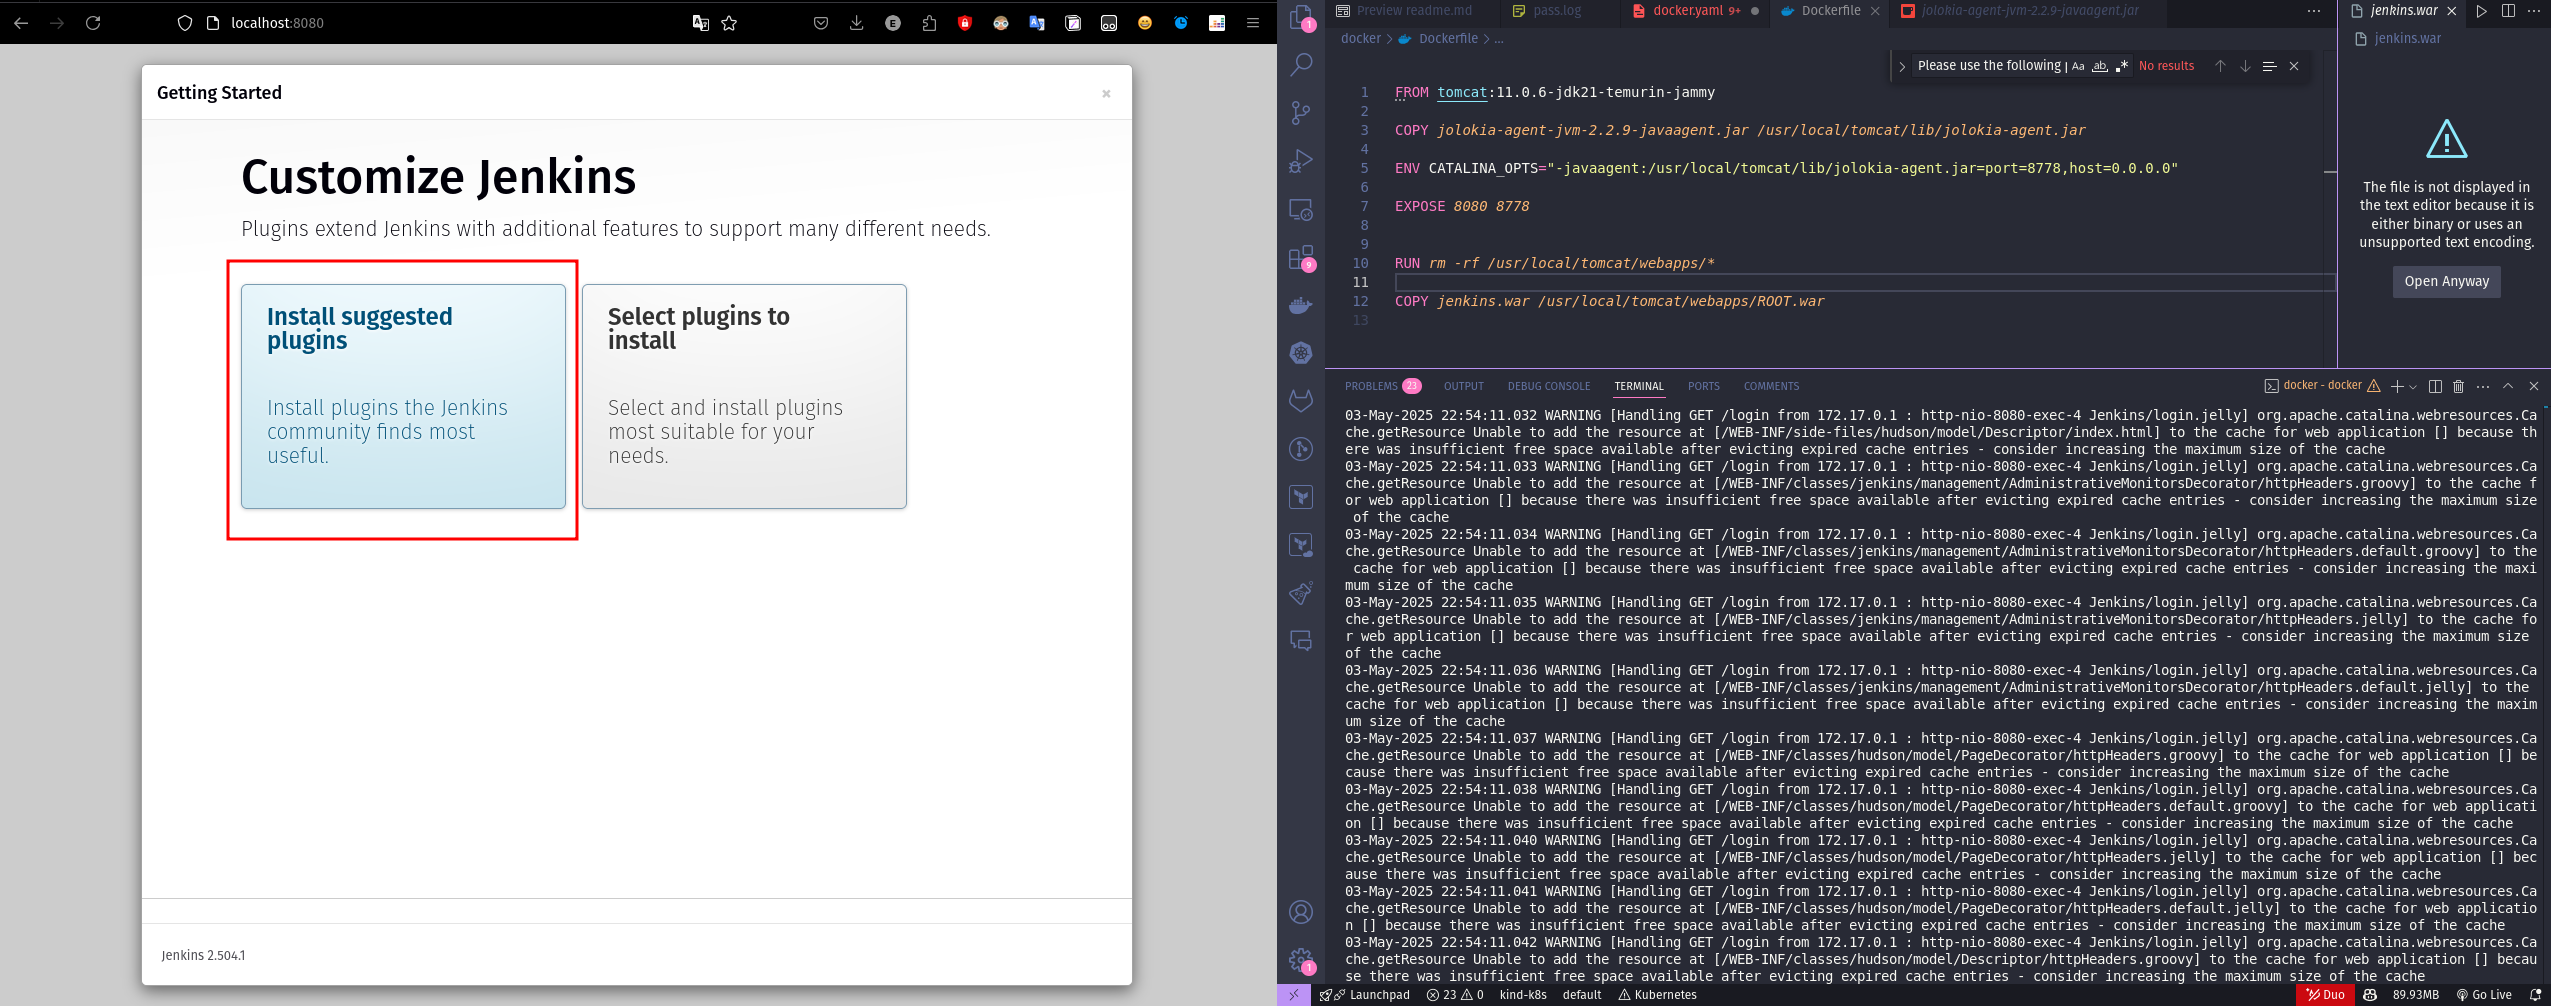 localhost:8080
Getting Started
×
Customize Jenkins
Plugins extend Jenkins with additional features to support many different needs.
Install suggested
plugins
Install plugins the Jenkins
community finds most
useful.
Select plugins to
install
Select and install plugins
most suitable for your
needs.
Jenkins 2.504.1
Preview readme.md
pass.log
docker.yaml 9+
Dockerfile
jolokia-agent-jvm-2.2.9-javaagent.jar
jenkins.war
docker > Dockerfile > ...
jenkins.war
Please use the following
Aa
ab
No results
1 FROM tomcat:11.0.6-jdk21-temurin-jammy
2
3 COPY jolokia-agent-jvm-2.2.9-javaagent.jar /usr/local/tomcat/lib/jolokia-agent.jar
4
5 ENV CATALINA_OPTS="-javaagent:/usr/local/tomcat/lib/jolokia-agent.jar=port=8778,host=0.0.0.0"
6
7 EXPOSE 8080 8778
8
9
10 RUN rm -rf /usr/local/tomcat/webapps/*
11
12 COPY jenkins.war /usr/local/tomcat/webapps/ROOT.war
13
The file is not displayed in
the text editor because it is
either binary or uses an
unsupported text encoding.
Open Anyway
PROBLEMS 23 OUTPUT DEBUG CONSOLE TERMINAL PORTS COMMENTS
docker - docker
03-May-2025 22:54:11.032 WARNING [Handling GET /login from 172.17.0.1 : http-nio-8080-exec-4 Jenkins/login.jelly] org.apache.catalina.webresources.Ca
che.getResource Unable to add the resource at [/WEB-INF/side-files/hudson/model/Descriptor/index.html] to the cache for web application [] because th
ere was insufficient free space available after evicting expired cache entries - consider increasing the maximum size of the cache
03-May-2025 22:54:11.033 WARNING [Handling GET /login from 172.17.0.1 : http-nio-8080-exec-4 Jenkins/login.jelly] org.apache.catalina.webresources.Ca
che.getResource Unable to add the resource at [/WEB-INF/classes/jenkins/management/AdministrativeMonitorsDecorator/httpHeaders.groovy] to the cache f
or web application [] because there was insufficient free space available after evicting expired cache entries - consider increasing the maximum size
of the cache
03-May-2025 22:54:11.034 WARNING [Handling GET /login from 172.17.0.1 : http-nio-8080-exec-4 Jenkins/login.jelly] org.apache.catalina.webresources.Ca
che.getResource Unable to add the resource at [/WEB-INF/classes/jenkins/management/AdministrativeMonitorsDecorator/httpHeaders.default.groovy] to the
cache for web application [] because there was insufficient free space available after evicting expired cache entries - consider increasing the maxi
mum size of the cache
03-May-2025 22:54:11.035 WARNING [Handling GET /login from 172.17.0.1 : http-nio-8080-exec-4 Jenkins/login.jelly] org.apache.catalina.webresources.Ca
che.getResource Unable to add the resource at [/WEB-INF/classes/jenkins/management/AdministrativeMonitorsDecorator/httpHeaders.jelly] to the cache fo
r web application [] because there was insufficient free space available after evicting expired cache entries - consider increasing the maximum size
of the cache
03-May-2025 22:54:11.036 WARNING [Handling GET /login from 172.17.0.1 : http-nio-8080-exec-4 Jenkins/login.jelly] org.apache.catalina.webresources.Ca
che.getResource Unable to add the resource at [/WEB-INF/classes/jenkins/management/AdministrativeMonitorsDecorator/httpHeaders.default.jelly] to the
cache for web application [] because there was insufficient free space available after evicting expired cache entries - consider increasing the maxim
um size of the cache
03-May-2025 22:54:11.037 WARNING [Handling GET /login from 172.17.0.1 : http-nio-8080-exec-4 Jenkins/login.jelly] org.apache.catalina.webresources.Ca
che.getResource Unable to add the resource at [/WEB-INF/classes/hudson/model/PageDecorator/httpHeaders.groovy] to the cache for web application [] be
cause there was insufficient free space available after evicting expired cache entries - consider increasing the maximum size of the cache
03-May-2025 22:54:11.038 WARNING [Handling GET /login from 172.17.0.1 : http-nio-8080-exec-4 Jenkins/login.jelly] org.apache.catalina.webresources.Ca
che.getResource Unable to add the resource at [/WEB-INF/classes/hudson/model/PageDecorator/httpHeaders.default.groovy] to the cache for web applicati
on [] because there was insufficient free space available after evicting expired cache entries - consider increasing the maximum size of the cache
03-May-2025 22:54:11.040 WARNING [Handling GET /login from 172.17.0.1 : http-nio-8080-exec-4 Jenkins/login.jelly] org.apache.catalina.webresources.Ca
che.getResource Unable to add the resource at [/WEB-INF/classes/hudson/model/PageDecorator/httpHeaders.jelly] to the cache for web application [] bec
ause there was insufficient free space available after evicting expired cache entries - consider increasing the maximum size of the cache
03-May-2025 22:54:11.041 WARNING [Handling GET /login from 172.17.0.1 : http-nio-8080-exec-4 Jenkins/login.jelly] org.apache.catalina.webresources.Ca
che.getResource Unable to add the resource at [/WEB-INF/classes/hudson/model/PageDecorator/httpHeaders.default.jelly] to the cache for web applicatio
n [] because there was insufficient free space available after evicting expired cache entries - consider increasing the maximum size of the cache
03-May-2025 22:54:11.042 WARNING [Handling GET /login from 172.17.0.1 : http-nio-8080-exec-4 Jenkins/login.jelly] org.apache.catalina.webresources.Ca
che.getResource Unable to add the resource at [/WEB-INF/classes/hudson/model/Descriptor/httpHeaders.groovy] to the cache for web application [] becau
se there was insufficient free space available after evicting expired cache entries - consider increasing the maximum size of the cache
Launchpad 23 0 kind-k8s default Kubernetes
Duo 89.93MB Go Live